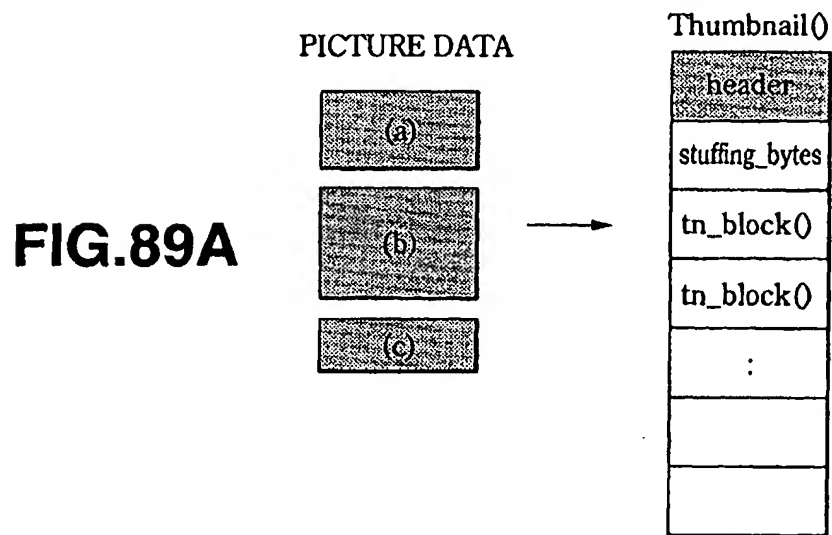 PICTURE DATA
(a)
(b)
(c)
FIG.89A
Thumbnail()
header
stuffing_bytes
tn_block()
tn_block()
: